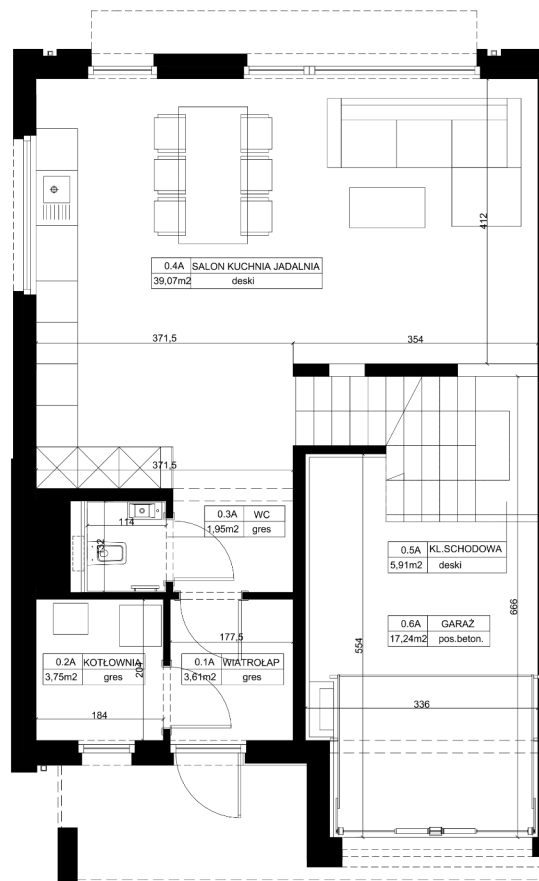 412
0.4A SALON KUCHNIA JADALNIA
39,07m2 deski
371,5
354
371,5
114
132
0.3A WC
1,95m2 gres
0.5A KL.SCHODOWA
5,91m2 deski
666
554
0.6A GARAŻ
17,24m2 pos.beton.
177,5
0.2A KOTŁOWNIA
3,75m2 gres
204
0.1A WIATROŁAP
3,61m2 gres
184
336